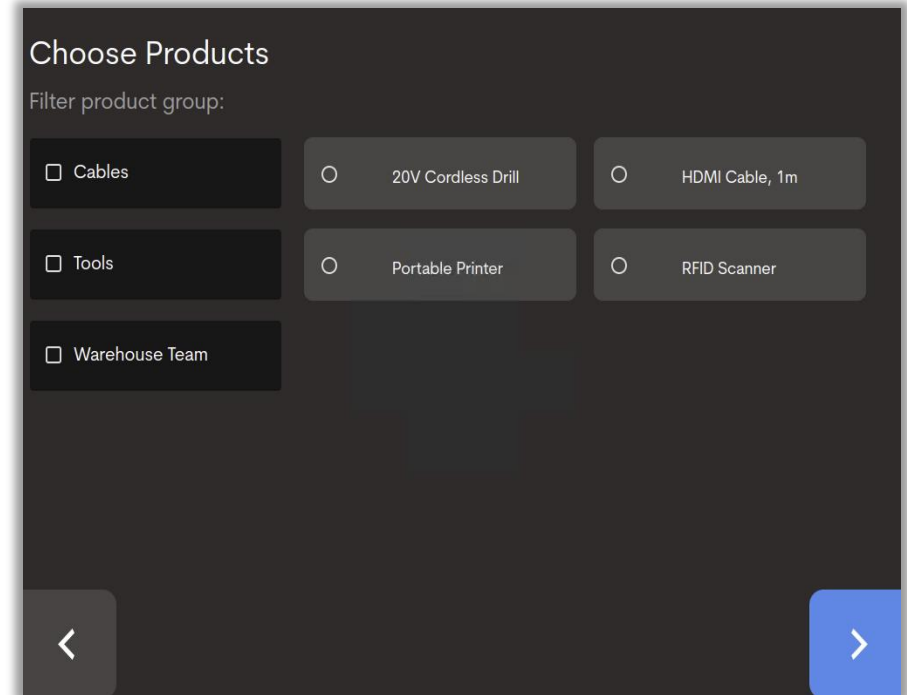 Choose Products
Filter product group:
Cables
20V Cordless Drill
HDMI Cable, 1m
Tools
Portable Printer
RFID Scanner
Warehouse Team